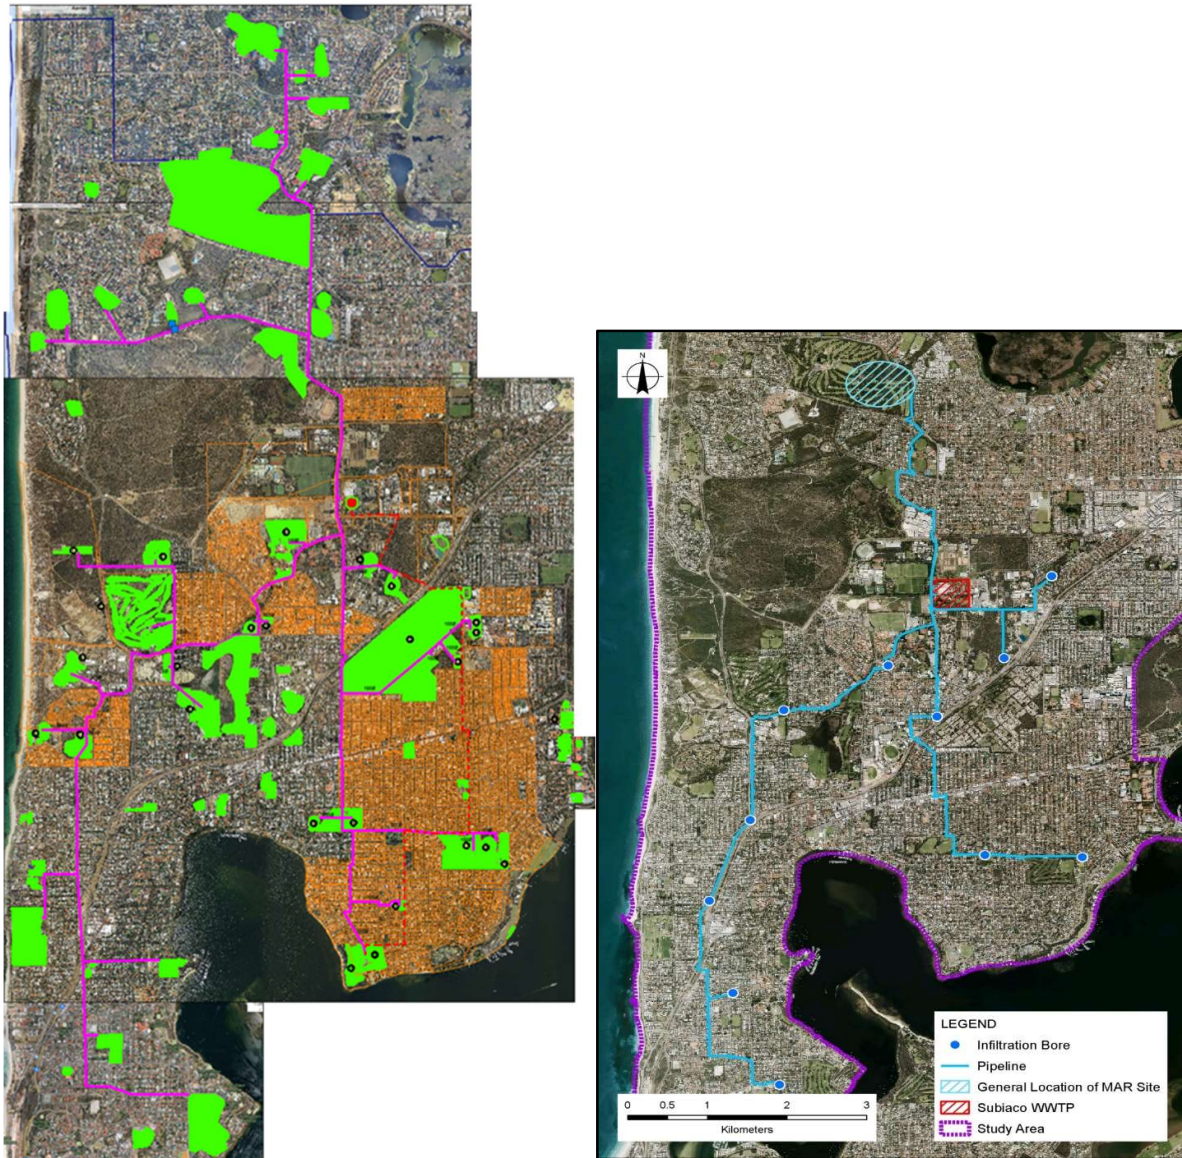 N
LEGEND
Infiltration Bore
Pipeline
General Location of MAR Site
Subiaco WWTP
Study Area
0 0.5 1 2 3
Kilometers